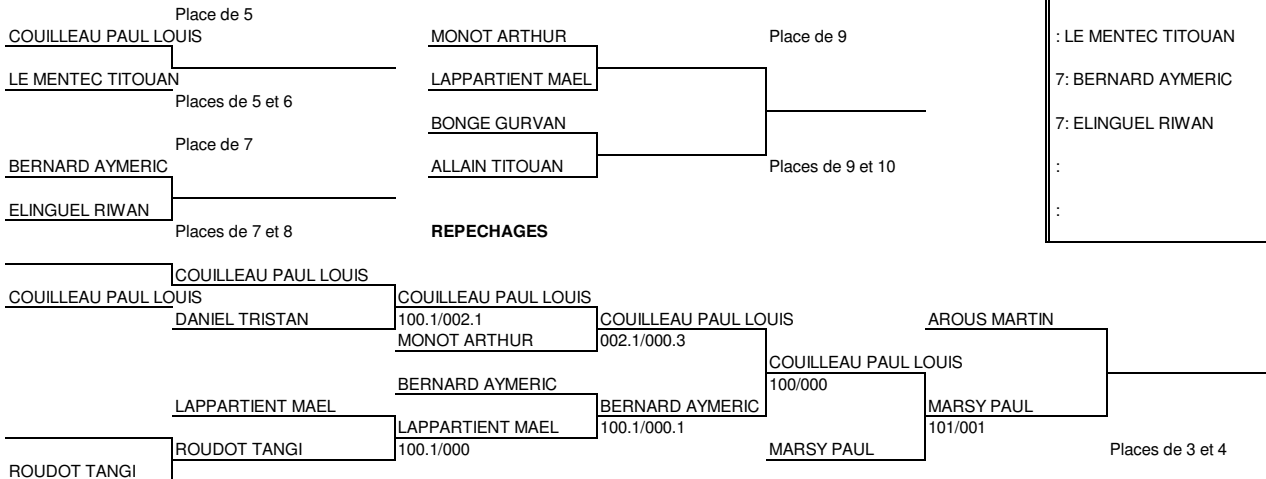 Place de 5
COUILLEAU PAUL LOUIS MONOT ARTHUR Place de 9 : LE MENTEC TITOUAN
LE MENTEC TITOUAN LAPPARTIENT MAEL 7: BERNARD AYMERIC
Places de 5 et 6
BONGE GURVAN 7: ELINGUEL RIWAN
Place de 7
BERNARD AYMERIC ALLAIN TITOUAN Places de 9 et 10 :
ELINGUEL RIWAN :
Places de 7 et 8 REPECHAGES
COUILLEAU PAUL LOUIS
COUILLEAU PAUL LOUIS COUILLEAU PAUL LOUIS
DANIEL TRISTAN 100.1/002.1 COUILLEAU PAUL LOUIS AROUS MARTIN
MONOT ARTHUR 002.1/000.3
COUILLEAU PAUL LOUIS
BERNARD AYMERIC 100/000
LAPPARTIENT MAEL BERNARD AYMERIC MARSY PAUL
LAPPARTIENT MAEL 100.1/000.1 101/001
ROUDOT TANGI 100.1/000 MARSY PAUL Places de 3 et 4
ROUDOT TANGI